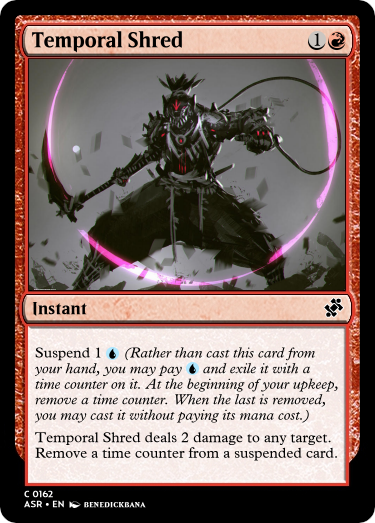 Temporal Shred 1
Instant
Suspend 1 (Rather than cast this card from
your hand, you may pay and exile it with a
time counter on it. At the beginning of your upkeep,
remove a time counter. When the last is removed,
you may cast it without paying its mana cost.)
Temporal Shred deals 2 damage to any target.
Remove a time counter from a suspended card.
C 0162
ASR • EN BENEDICKBANA